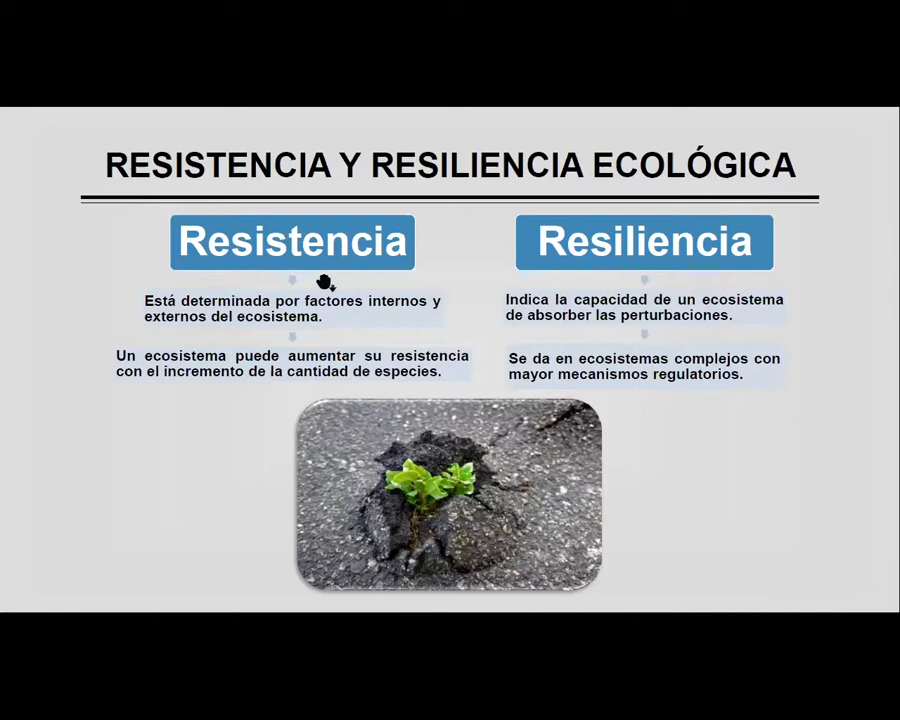 RESISTENCIA Y RESILIENCIA ECOLÓGICA
Resistencia
Está determinada por factores internos y
externos del ecosistema.
Un ecosistema puede aumentar su resistencia
con el incremento de la cantidad de especies.
Resiliencia
Indica la capacidad de un ecosistema
de absorber las perturbaciones.
Se da en ecosistemas complejos con
mayor mecanismos regulatorios.